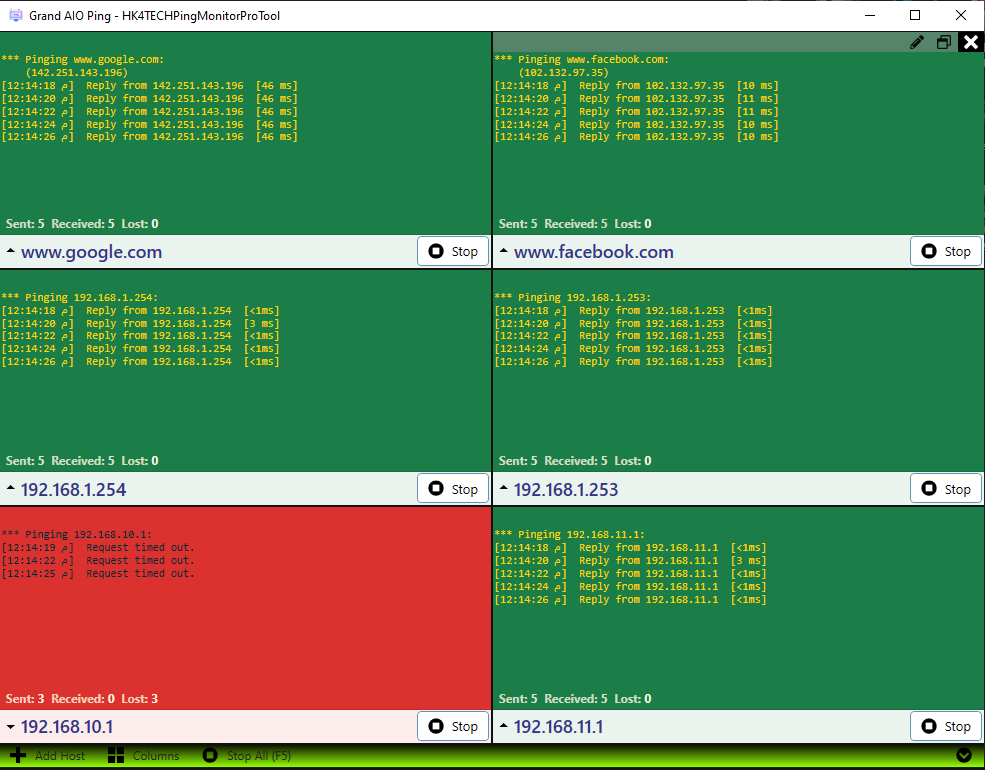 Grand AIO Ping - HK4TECHPingMonitorProTool
*** Pinging www.google.com:
(142.251.143.196)
[12:14:18 م]  Reply from 142.251.143.196  [46 ms]
[12:14:20 م]  Reply from 142.251.143.196  [46 ms]
[12:14:22 م]  Reply from 142.251.143.196  [46 ms]
[12:14:24 م]  Reply from 142.251.143.196  [46 ms]
[12:14:26 م]  Reply from 142.251.143.196  [46 ms]
Sent: 5  Received: 5  Lost: 0
www.google.com
Stop
*** Pinging www.facebook.com:
(102.132.97.35)
[12:14:18 م]  Reply from 102.132.97.35  [10 ms]
[12:14:20 م]  Reply from 102.132.97.35  [11 ms]
[12:14:22 م]  Reply from 102.132.97.35  [11 ms]
[12:14:24 م]  Reply from 102.132.97.35  [10 ms]
[12:14:26 م]  Reply from 102.132.97.35  [10 ms]
Sent: 5  Received: 5  Lost: 0
www.facebook.com
Stop
*** Pinging 192.168.1.254:
[12:14:18 م]  Reply from 192.168.1.254  [<1ms]
[12:14:20 م]  Reply from 192.168.1.254  [3 ms]
[12:14:22 م]  Reply from 192.168.1.254  [<1ms]
[12:14:24 م]  Reply from 192.168.1.254  [<1ms]
[12:14:26 م]  Reply from 192.168.1.254  [<1ms]
Sent: 5  Received: 5  Lost: 0
192.168.1.254
Stop
*** Pinging 192.168.1.253:
[12:14:18 م]  Reply from 192.168.1.253  [<1ms]
[12:14:20 م]  Reply from 192.168.1.253  [<1ms]
[12:14:22 م]  Reply from 192.168.1.253  [<1ms]
[12:14:24 م]  Reply from 192.168.1.253  [<1ms]
[12:14:26 م]  Reply from 192.168.1.253  [<1ms]
Sent: 5  Received: 5  Lost: 0
192.168.1.253
Stop
*** Pinging 192.168.10.1:
[12:14:19 م]  Request timed out.
[12:14:22 م]  Request timed out.
[12:14:25 م]  Request timed out.
Sent: 3  Received: 0  Lost: 3
192.168.10.1
Stop
*** Pinging 192.168.11.1:
[12:14:18 م]  Reply from 192.168.11.1  [<1ms]
[12:14:20 م]  Reply from 192.168.11.1  [3 ms]
[12:14:22 م]  Reply from 192.168.11.1  [<1ms]
[12:14:24 م]  Reply from 192.168.11.1  [<1ms]
[12:14:26 م]  Reply from 192.168.11.1  [<1ms]
Sent: 5  Received: 5  Lost: 0
192.168.11.1
Stop
Add Host  Columns  Stop All (F5)